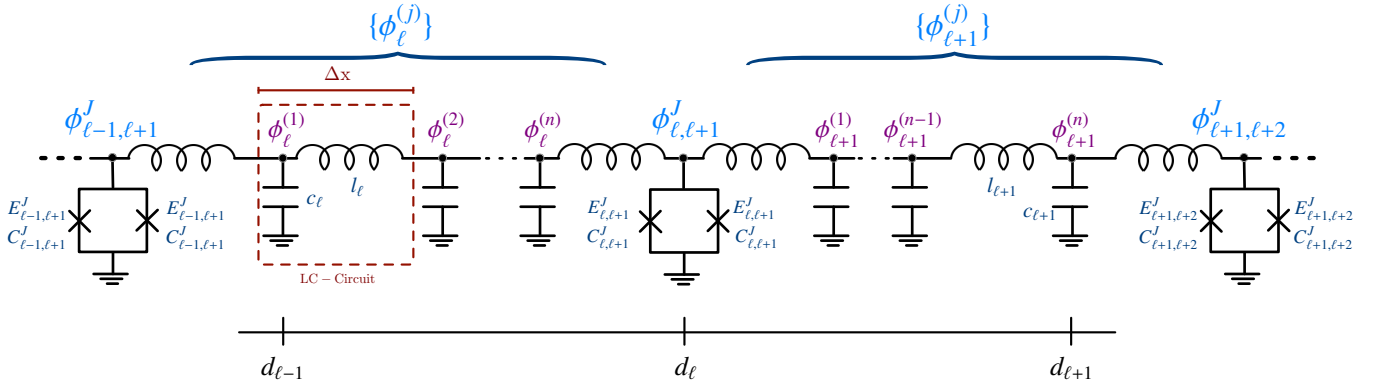 {ϕ_ℓ^{(j)}} {ϕ_{ℓ+1}^{(j)}}
Δx
ϕ^J_{ℓ−1,ℓ+1} ϕ_ℓ^{(1)} ϕ_ℓ^{(2)} ϕ_ℓ^{(n)} ϕ^J_{ℓ,ℓ+1} ϕ_{ℓ+1}^{(1)} ϕ_{ℓ+1}^{(n-1)} ϕ_{ℓ+1}^{(n)} ϕ^J_{ℓ+1,ℓ+2}
c_ℓ l_ℓ l_{ℓ+1} c_{ℓ+1}
E^J_{ℓ−1,ℓ+1} E^J_{ℓ−1,ℓ+1} E^J_{ℓ,ℓ+1} E^J_{ℓ,ℓ+1} E^J_{ℓ+1,ℓ+2} E^J_{ℓ+1,ℓ+2}
C^J_{ℓ−1,ℓ+1} C^J_{ℓ−1,ℓ+1} C^J_{ℓ,ℓ+1} C^J_{ℓ,ℓ+1} C^J_{ℓ+1,ℓ+2} C^J_{ℓ+1,ℓ+2}
LC − Circuit
d_{ℓ−1} d_ℓ d_{ℓ+1}